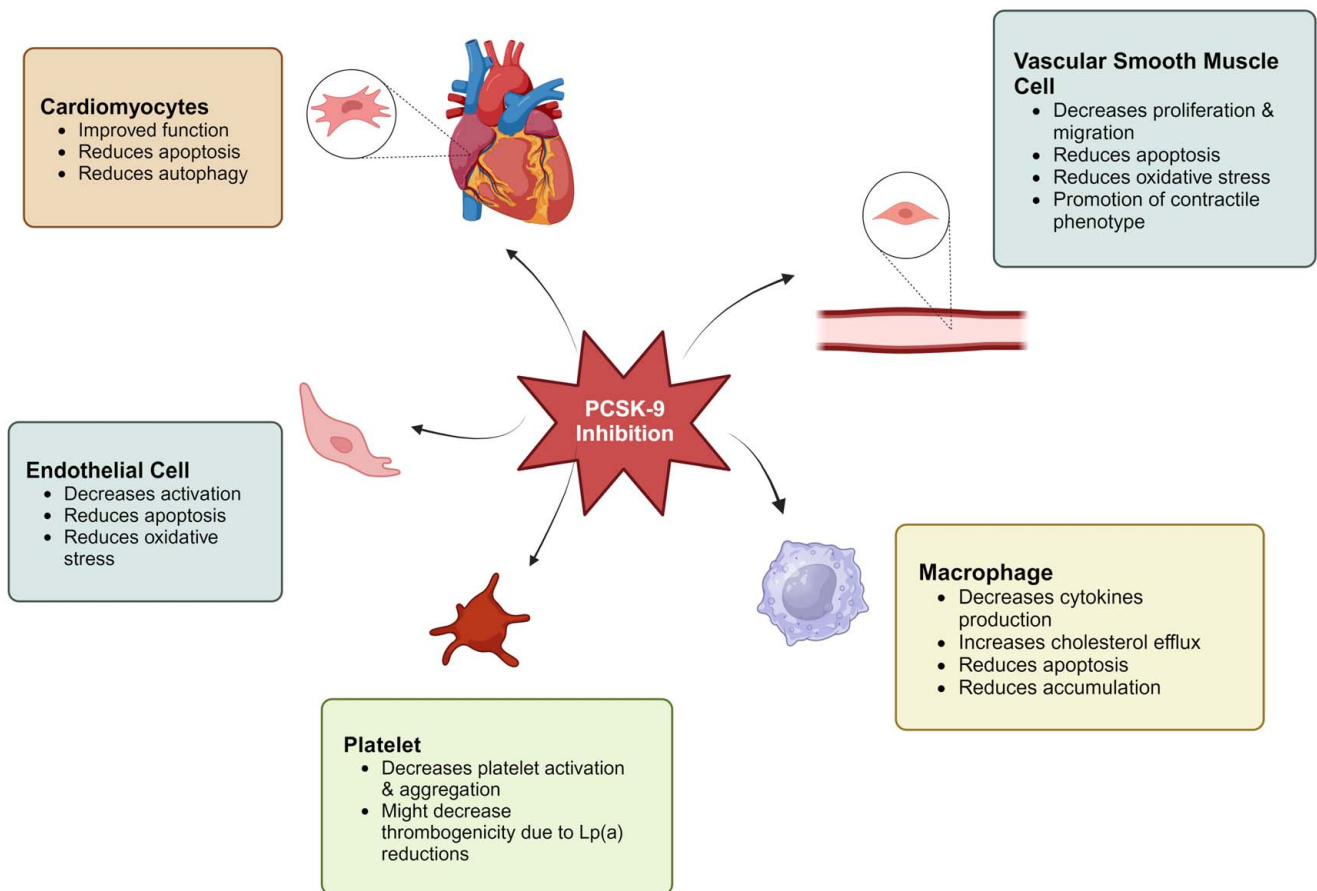 Cardiomyocytes
• Improved function
• Reduces apoptosis
• Reduces autophagy
Vascular Smooth Muscle
Cell
• Decreases proliferation &
migration
• Reduces apoptosis
• Reduces oxidative stress
• Promotion of contractile
phenotype
PCSK-9
Inhibition
Endothelial Cell
• Decreases activation
• Reduces apoptosis
• Reduces oxidative
stress
Macrophage
• Decreases cytokines
production
• Increases cholesterol efflux
• Reduces apoptosis
• Reduces accumulation
Platelet
• Decreases platelet activation
& aggregation
• Might decrease
thrombogenicity due to Lp(a)
reductions